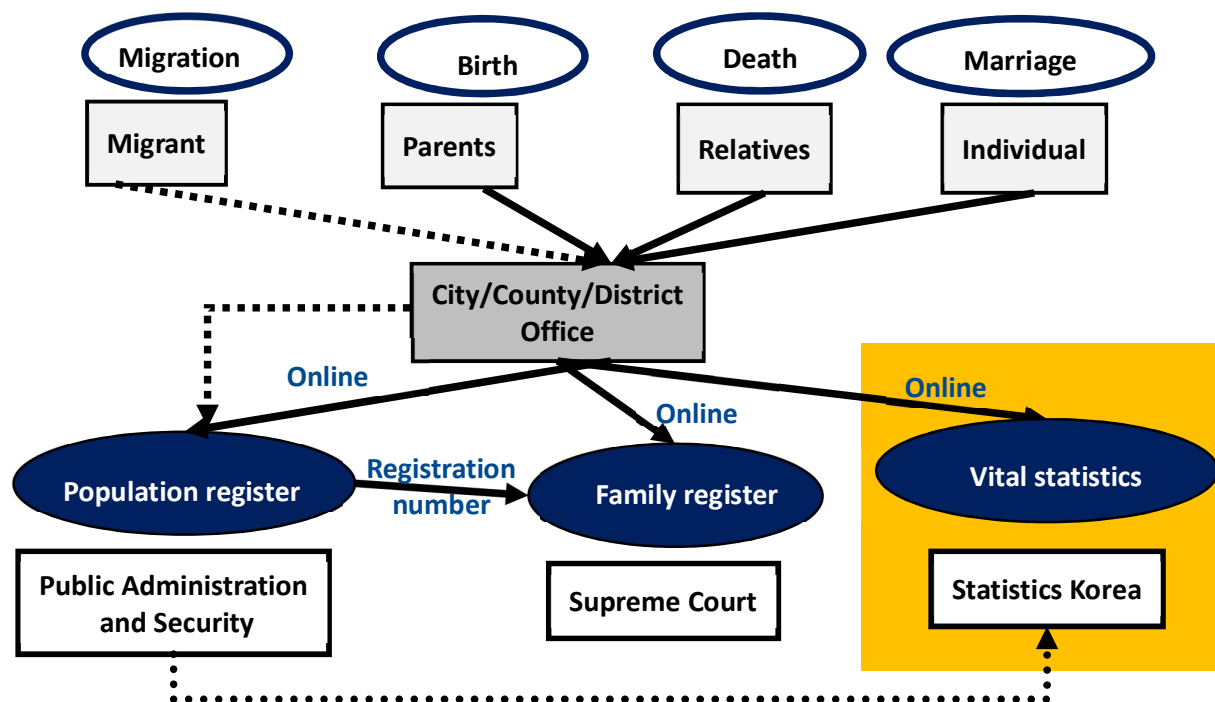 Migration
Birth
Death
Marriage
Migrant
Parents
Relatives
Individual
City/County/District
Office
Online
Online
Online
Population register
Registration
number
Family register
Vital statistics
Public Administration
and Security
Supreme Court
Statistics Korea